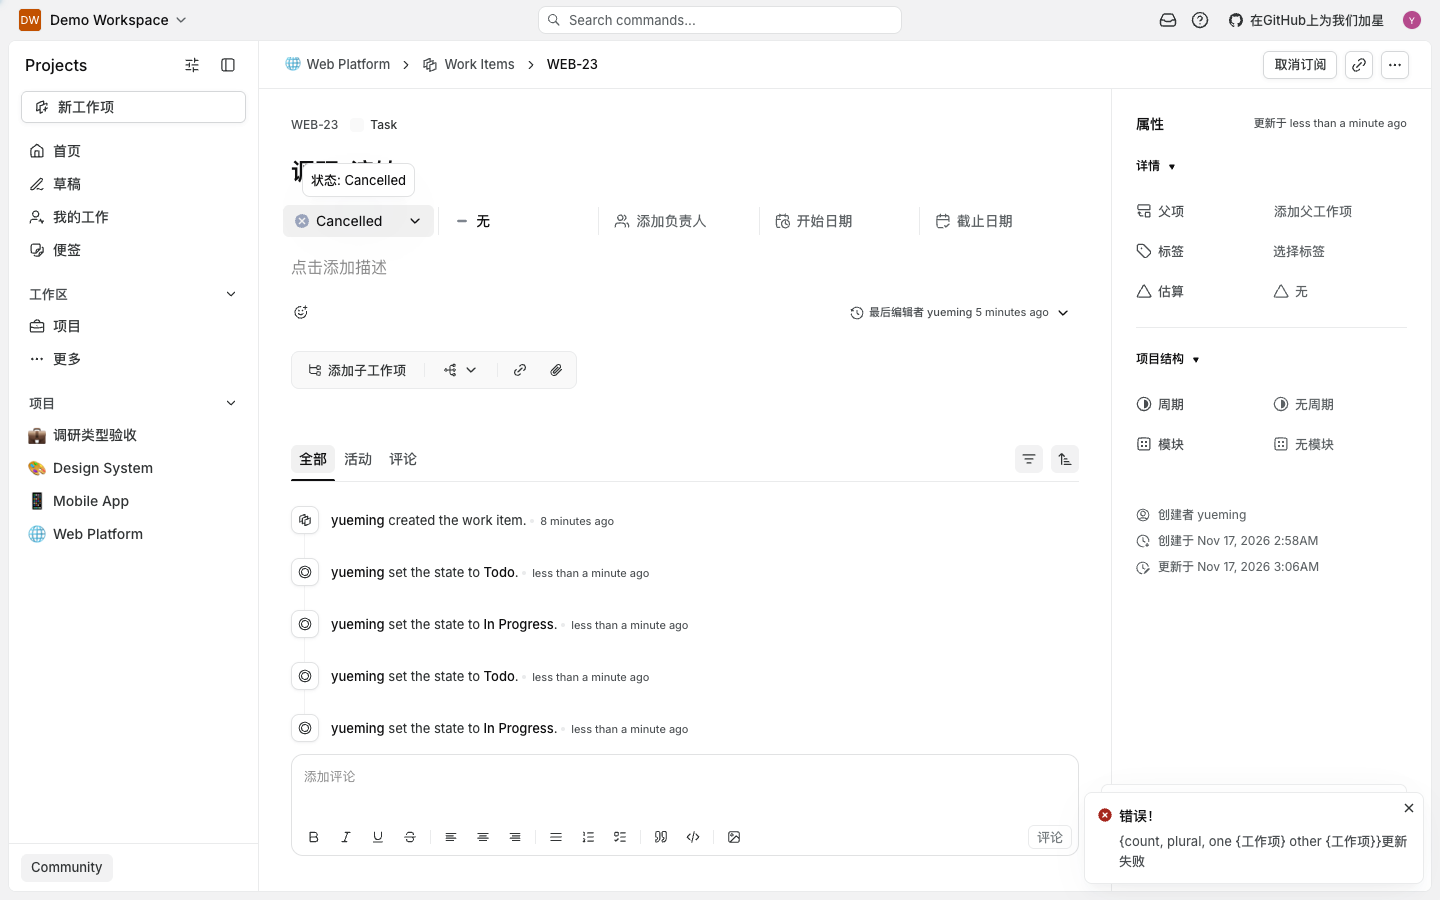 DW
Demo Workspace
Search commands...
在GitHub上为我们加星
Y
Projects
新工作项
首页
草稿
我的工作
便签
工作区
项目
更多
项目
调研类型验收
Design System
Mobile App
Web Platform
Community
Web Platform
Work Items
WEB-23
取消订阅
WEB-23
Task
状态: Cancelled
Cancelled
无
添加负责人
开始日期
截止日期
点击添加描述
最后编辑者 yueming 5 minutes ago
添加子工作项
全部
活动
评论
yueming created the work item. 8 minutes ago
yueming set the state to Todo. less than a minute ago
yueming set the state to In Progress. less than a minute ago
yueming set the state to Todo. less than a minute ago
yueming set the state to In Progress. less than a minute ago
添加评论
评论
属性
更新于 less than a minute ago
详情
父项
添加父工作项
标签
选择标签
估算
无
项目结构
周期
无周期
模块
无模块
创建者 yueming
创建于 Nov 17, 2026 2:58AM
更新于 Nov 17, 2026 3:06AM
错误!
{count, plural, one {工作项} other {工作项}}更新
失败